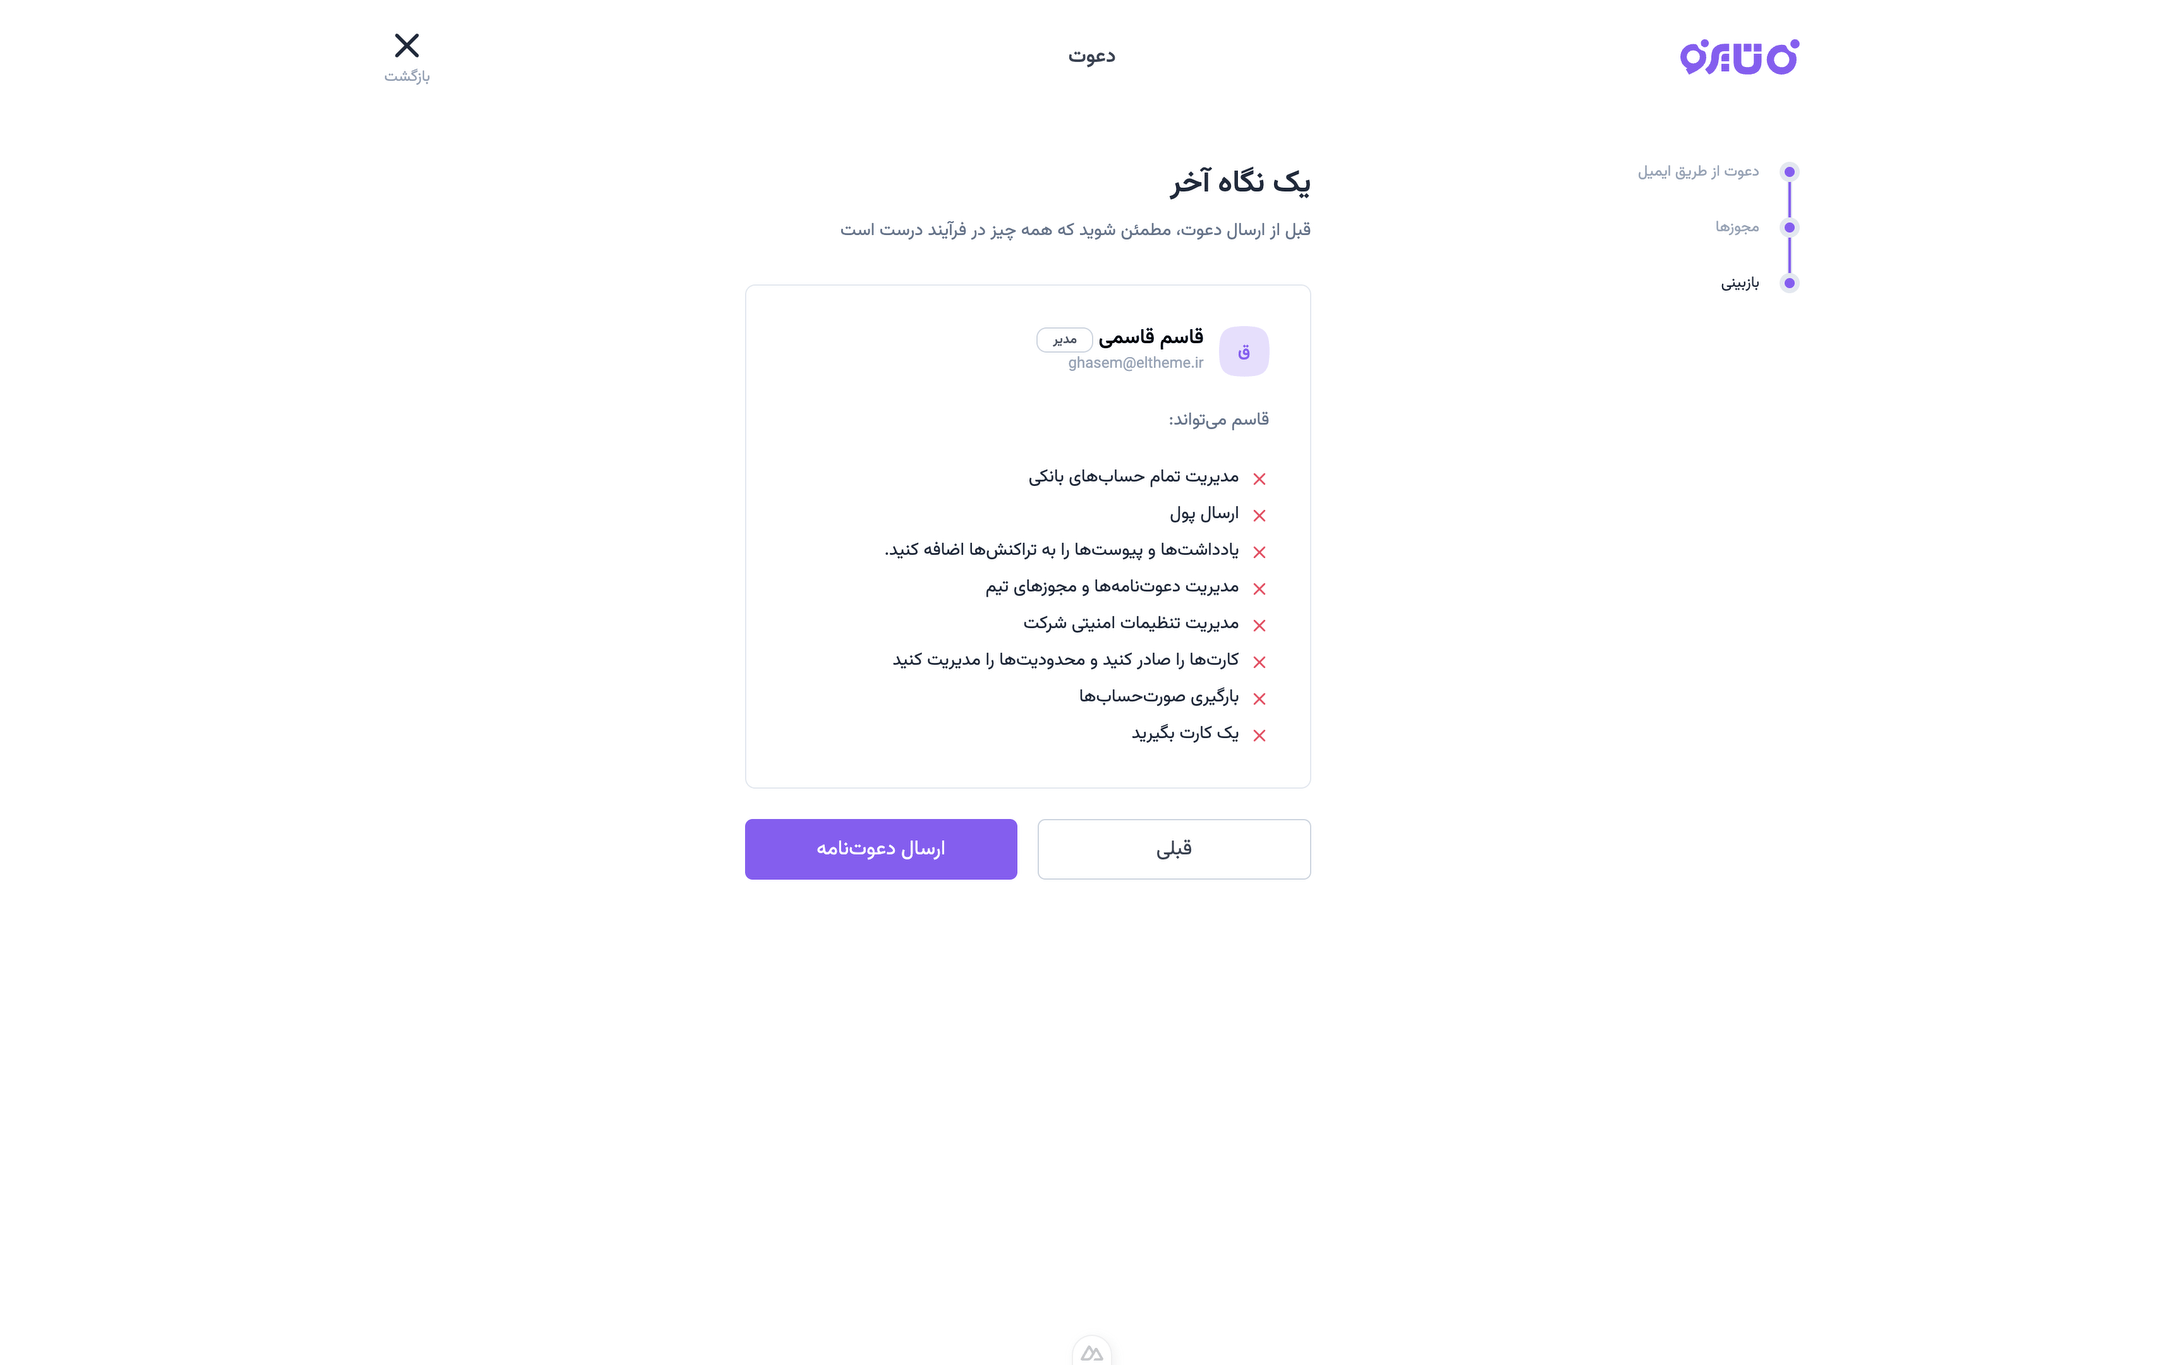 دعوت
بازگشت
دعوت از طریق ایمیل
مجوزها
بازبینی
یک نگاه آخر
قبل از ارسال دعوت، مطمئن شوید که همه چیز در فرآیند درست است
ق
قاسم قاسمی مدیر
ghasem@eltheme.ir
قاسم می‌تواند:
مدیریت تمام حساب‌های بانکی
ارسال پول
یادداشت‌ها و پیوست‌ها را به تراکنش‌ها اضافه کنید.
مدیریت دعوت‌نامه‌ها و مجوزهای تیم
مدیریت تنظیمات امنیتی شرکت
کارت‌ها را صادر کنید و محدودیت‌ها را مدیریت کنید
بارگیری صورت‌حساب‌ها
یک کارت بگیرید
قبلی
ارسال دعوت‌نامه